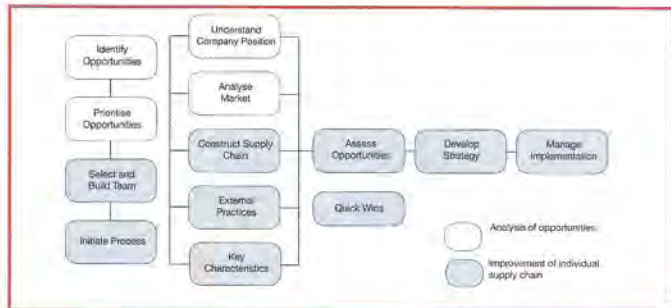 Identify
Opportunities
Prioritise
Opportunities
Select and
Build Team
Initiate Process
Understand
Company Position
Analyse
Market
Construct Supply
Chain
External
Practices
Key
Characteristics
Assess
Opportunities
Quick Wins
Develop
Strategy
Manage
Implementation
Analysis of opportunities
Improvement of individual
supply chain